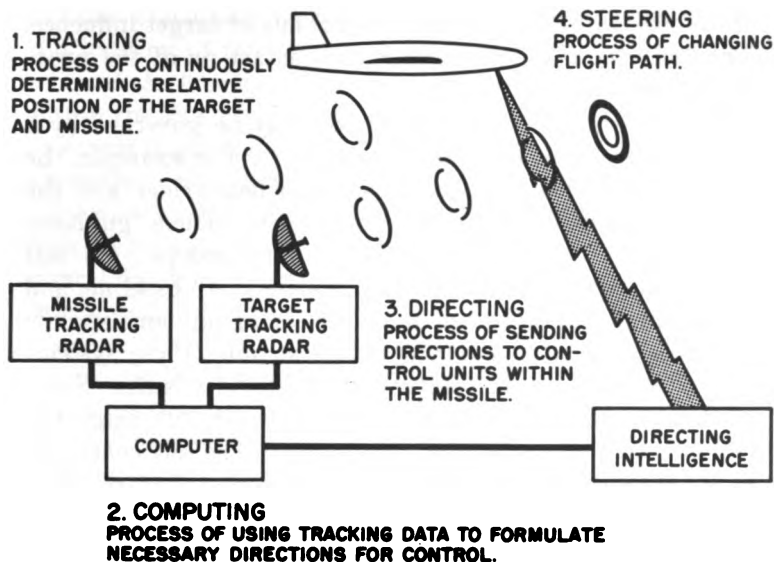 1. TRACKING
PROCESS OF CONTINUOUSLY
DETERMINING RELATIVE
POSITION OF THE TARGET
AND MISSILE.
4. STEERING
PROCESS OF CHANGING
FLIGHT PATH.
MISSILE
TRACKING
RADAR
TARGET
TRACKING
RADAR
3. DIRECTING
PROCESS OF SENDING
DIRECTIONS TO CON-
TROL UNITS WITHIN
THE MISSILE.
COMPUTER
DIRECTING
INTELLIGENCE
2. COMPUTING
PROCESS OF USING TRACKING DATA TO FORMULATE
NECESSARY DIRECTIONS FOR CONTROL.